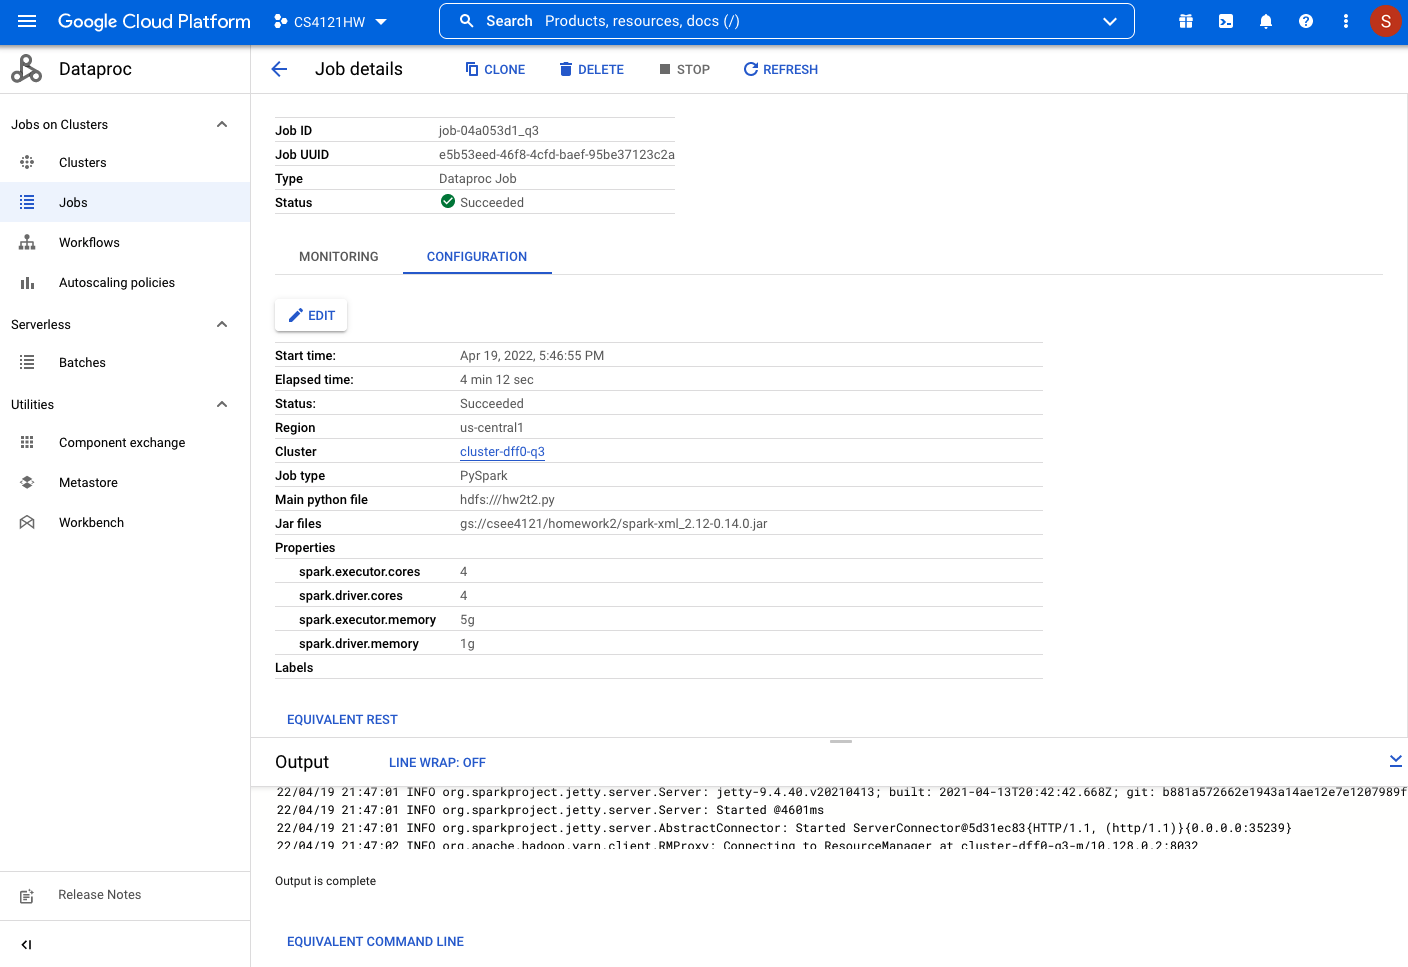 Google Cloud Platform
CS4121HW
Search Products, resources, docs (/)
S
Dataproc
Job details
CLONE
DELETE
STOP
REFRESH
Jobs on Clusters
Clusters
Jobs
Workflows
Autoscaling policies
Serverless
Batches
Utilities
Component exchange
Metastore
Workbench
Release Notes
Job ID job-04a053d1_q3
Job UUID e5b53eed-46f8-4cfd-baef-95be37123c2a
Type Dataproc Job
Status Succeeded
MONITORING CONFIGURATION
EDIT
Start time: Apr 19, 2022, 5:46:55 PM
Elapsed time: 4 min 12 sec
Status: Succeeded
Region us-central1
Cluster cluster-dff0-q3
Job type PySpark
Main python file hdfs:///hw2t2.py
Jar files gs://csee4121/homework2/spark-xml_2.12-0.14.0.jar
Properties
spark.executor.cores 4
spark.driver.cores 4
spark.executor.memory 5g
spark.driver.memory 1g
Labels
EQUIVALENT REST
Output LINE WRAP: OFF
22/04/19 21:47:01 INFO org.sparkproject.jetty.server.Server: jetty-9.4.40.v20210413; built: 2021-04-13T20:42:42.668Z; git: b881a572662e1943a14ae12e7e1207989f
22/04/19 21:47:01 INFO org.sparkproject.jetty.server.Server: Started @4601ms
22/04/19 21:47:01 INFO org.sparkproject.jetty.server.AbstractConnector: Started ServerConnector@5d31ec83{HTTP/1.1, (http/1.1)}{0.0.0.0:35239}
22/04/19 21:47:02 INFO org.apache.hadoop.yarn.client.RMProxy: Connecting to ResourceManager at cluster-dff0-q3-m/10.128.0.2:8032
Output is complete
EQUIVALENT COMMAND LINE